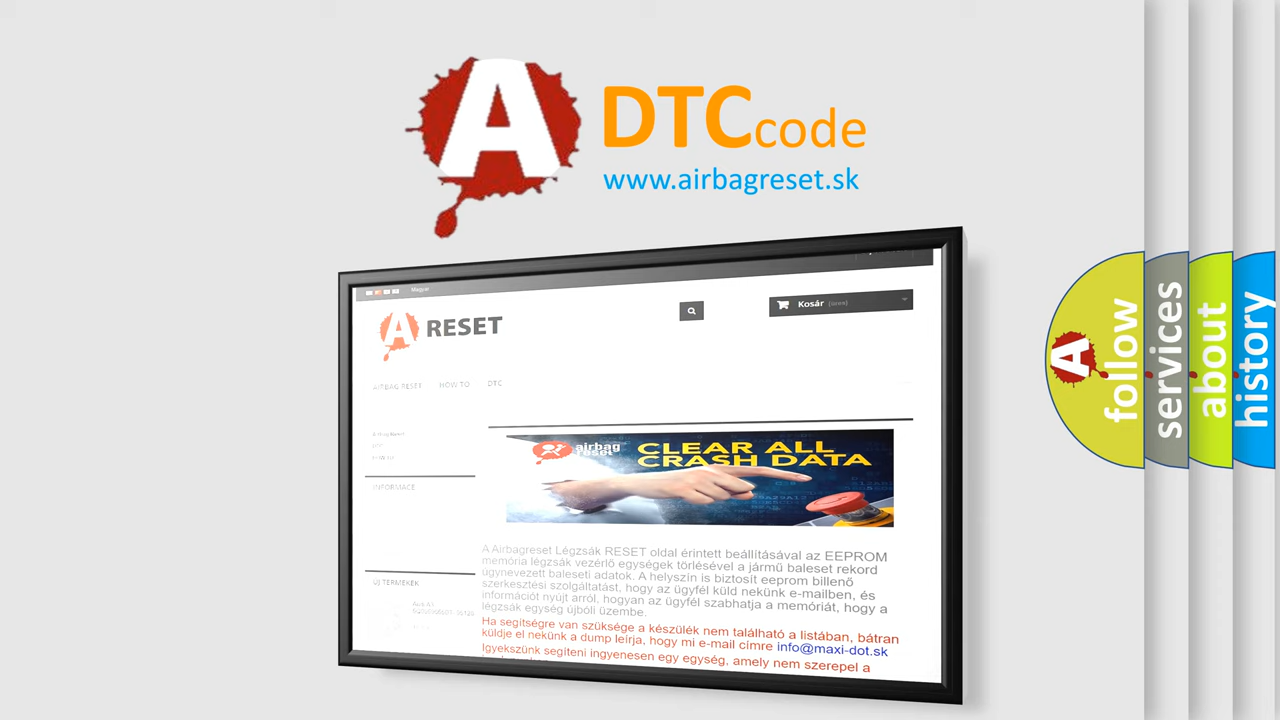 A
DTCcode
www.airbagreset.sk
Magyar
A RESET
Kosár (üres)
AIRBAG RESET HOW TO DTC
airbag
reset
CLEAR ALL
CRASH DATA
INFORMACE
A Airbagreset Légzsák RESET oldal érintett beállításával az EEPROM
memória légzsák vezérlő egységek törlésével a jármű baleset rekord
úgynevezett baleseti adatok. A helyszín is biztosít eeprom billenő
szerkesztési szolgáltatást, hogy az ügyfél küld nekünk e-mailben, és
információt nyújt arról, hogyan az ügyfél szabhatja a memóriát, hogy a
légzsák egység újbóli üzembe.
Ha segítségre van szüksége a készülék nem található a listában, bátran
küldje el nekünk a dump leírja, hogy mi e-mail címre info@maxi-dot.sk
Igyekszünk segíteni ingyenesen egy egység, amely nem szerepel a
ÚJ TERMÉKEK
A
follow
services
about
history